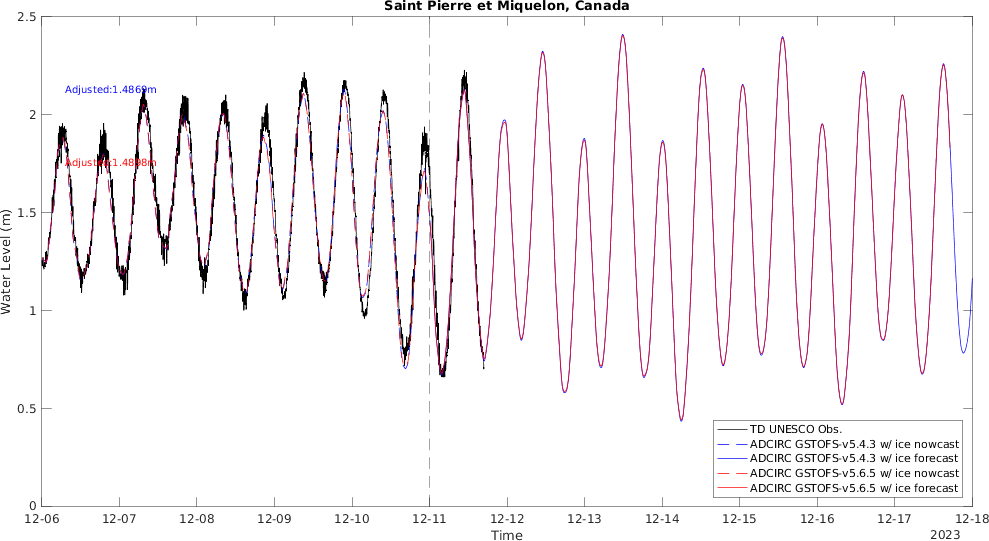 Saint Pierre et Miquelon, Canada
2.5
2
1.5
1
0.5
0
Water Level (m)
Adjusted:1.4869m
Adjusted:1.4898m
TD UNESCO Obs.
ADCIRC GSTOFS-v5.4.3 w/ ice nowcast
ADCIRC GSTOFS-v5.4.3 w/ ice forecast
ADCIRC GSTOFS-v5.6.5 w/ ice nowcast
ADCIRC GSTOFS-v5.6.5 w/ ice forecast
12-06 12-07 12-08 12-09 12-10 12-11 12-12 12-13 12-14 12-15 12-16 12-17 12-18
Time
2023